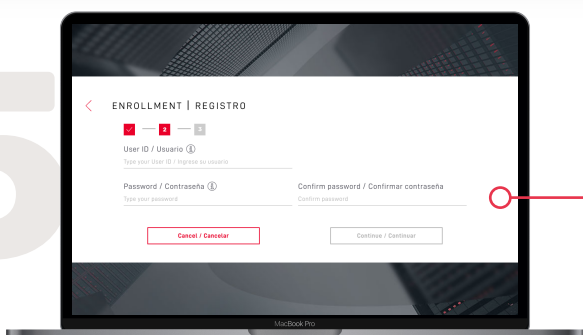 ENROLLMENT | REGISTRO
2
3
User ID / Usuario
Type your User ID / Ingrese su usuario
Password / Contraseña
Confirm password / Confirmar contraseña
Type your password
Confirm password
Cancel / Cancelar
Continue / Continuar
MacBook Pro
5